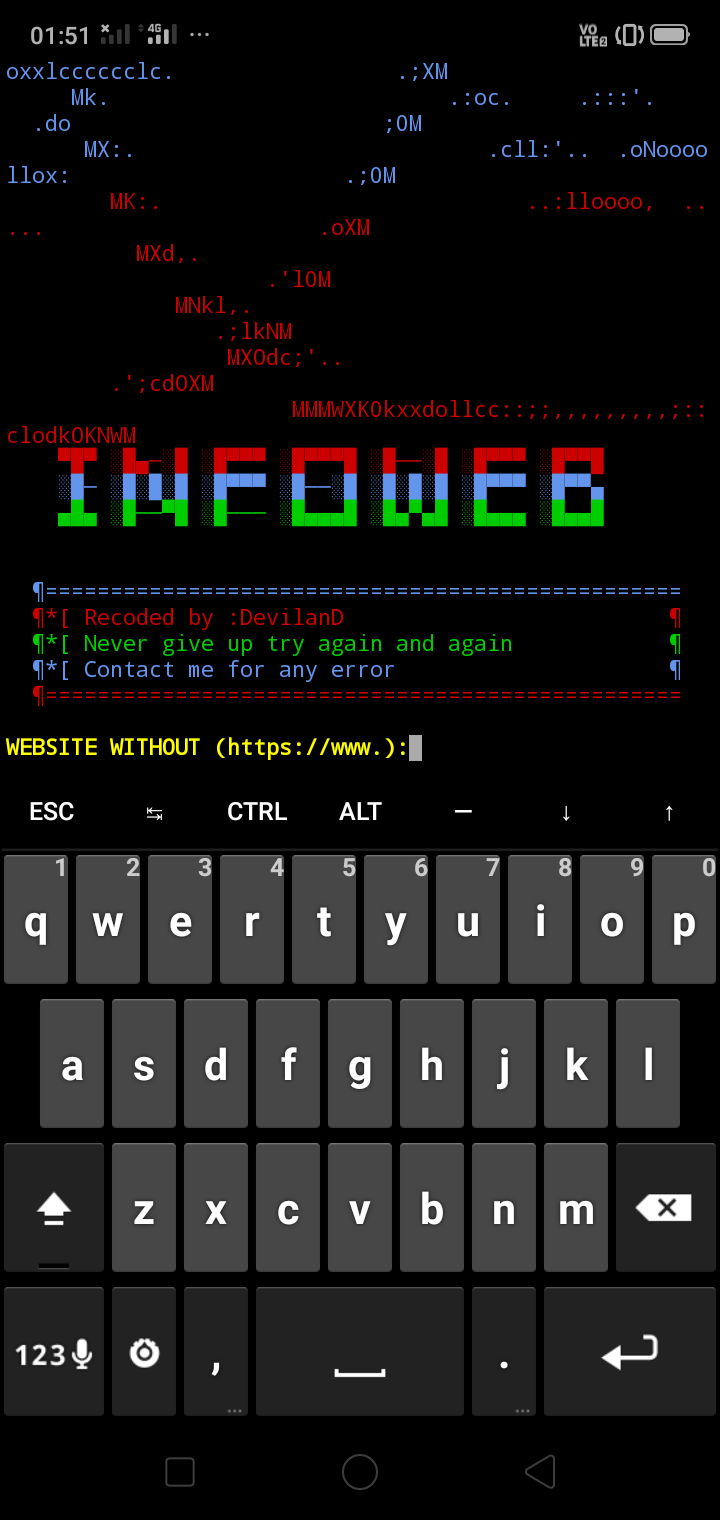 01:51 4G ... VO LTE2
oxxlcccccclc. .;XM
Mk. .:oc. .:::'.
.do ;0M
MX:. .cll:'.. .oNoooo
llox: .;0M
MK:. ..:lloooo, ..
... .oXM
MXd,.
.'l0M
MNkl,.
.;lkNM
MXOdc;'..
.';cdOXM
MMMWXKOkxxdollcc::;;,,,,,,,,,;::
clodkOKNWM
INFOWEB
¶=================================================
¶*[ Recoded by :DevilanD ¶
¶*[ Never give up try again and again ¶
¶*[ Contact me for any error ¶
¶=================================================
WEBSITE WITHOUT (https://www.):
ESC ↹ CTRL ALT — ↓ ↑
1 2 3 4 5 6 7 8 9 0
q w e r t y u i o p
a s d f g h j k l
z x c v b n m
123 , .